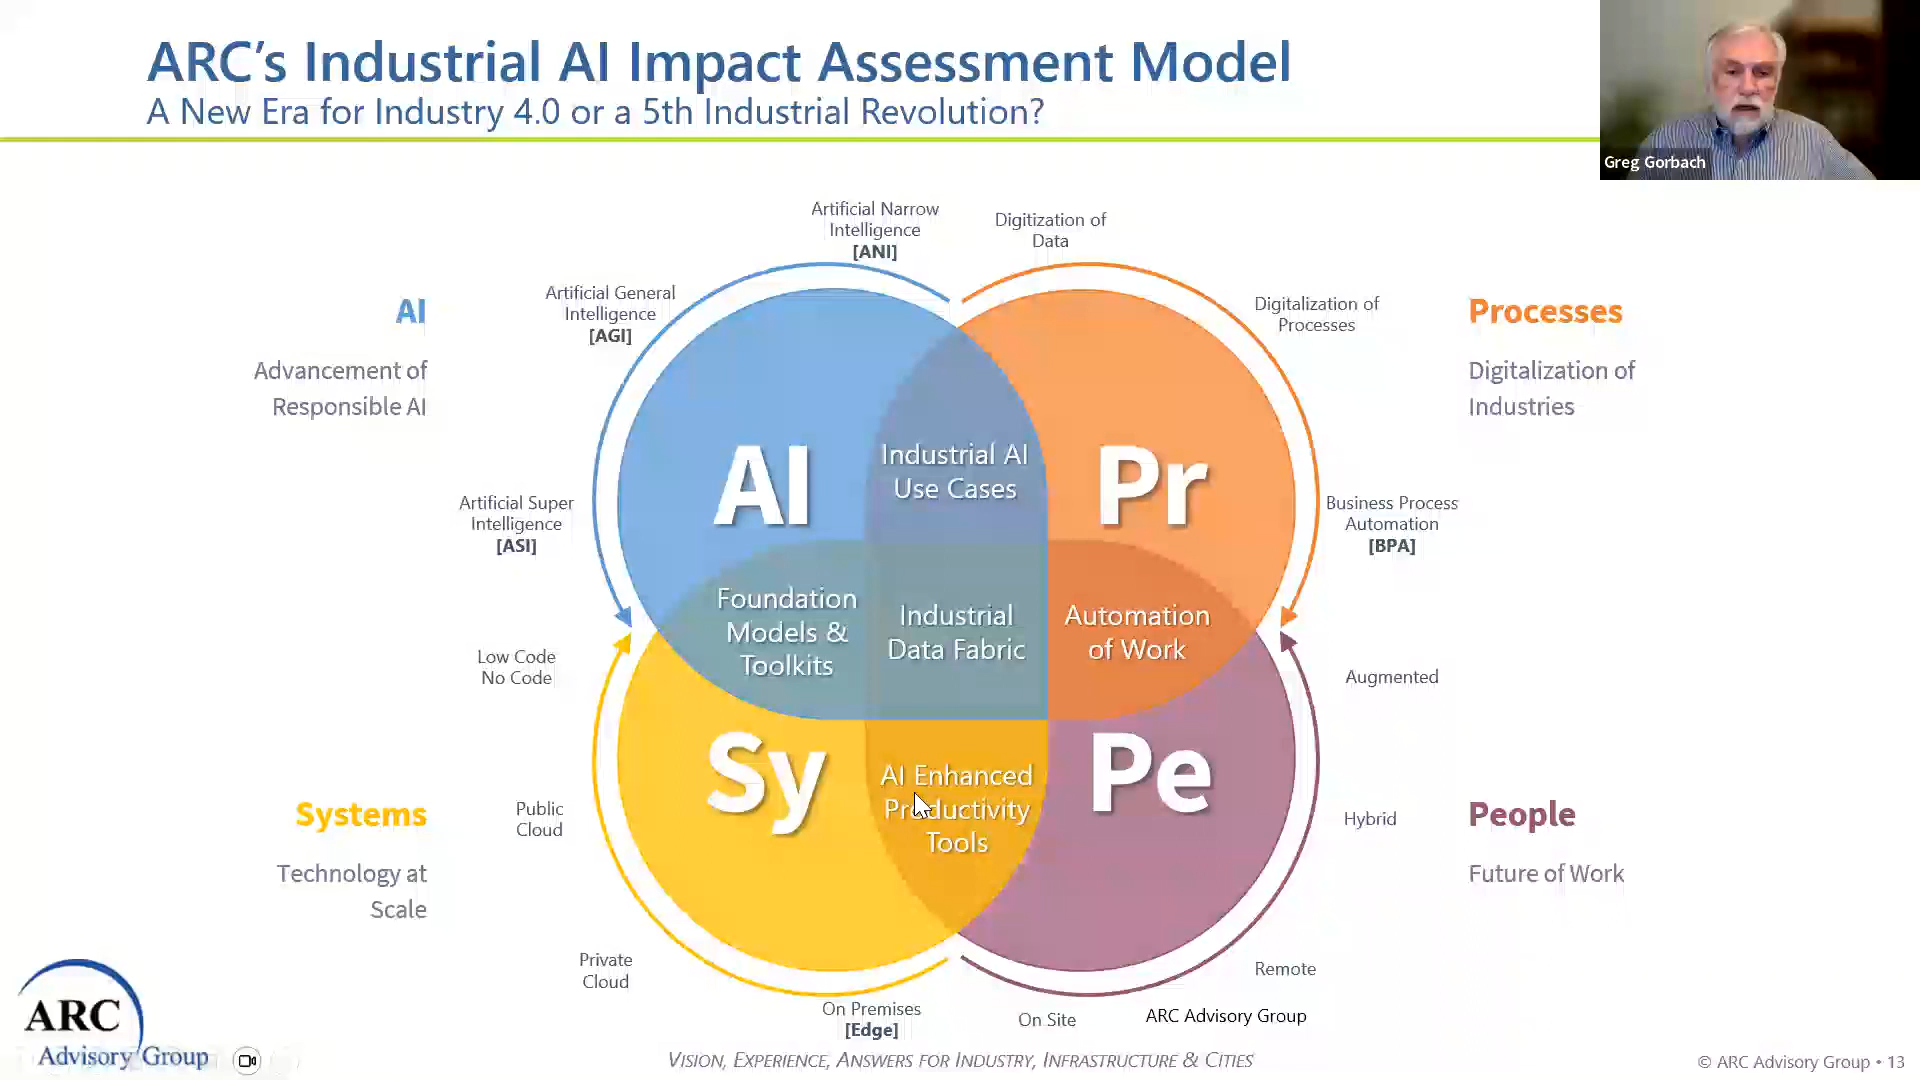 ARC's Industrial AI Impact Assessment Model
A New Era for Industry 4.0 or a 5th Industrial Revolution?
Greg Gorbach
Artificial Narrow
Intelligence
[ANI]
Digitization of
Data
Artificial General
Intelligence
[AGI]
Digitalization of
Processes
AI
Advancement of
Responsible AI
Processes
Digitalization of
Industries
AI
Industrial AI
Use Cases
Pr
Artificial Super
Intelligence
[ASI]
Business Process
Automation
[BPA]
Foundation
Models &
Toolkits
Industrial
Data Fabric
Automation
of Work
Low Code
No Code
Augmented
Sy
AI Enhanced
Productivity
Tools
Pe
Systems
Technology at
Scale
Public
Cloud
Hybrid
People
Future of Work
Private
Cloud
Remote
On Premises
[Edge]
On Site
ARC Advisory Group
ARC
Advisory Group
VISION, EXPERIENCE, ANSWERS FOR INDUSTRY, INFRASTRUCTURE & CITIES
© ARC Advisory Group • 13